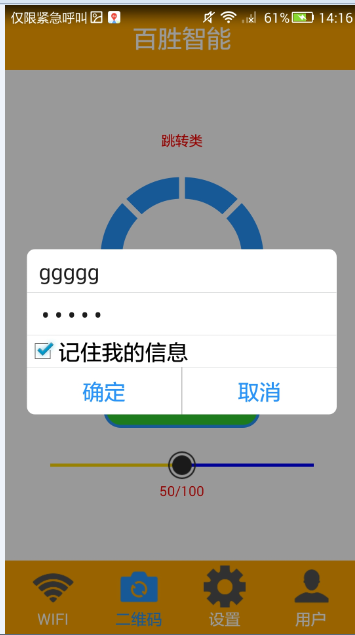 仅限紧急呼叫 61% 14:16
百胜智能
跳转类
ggggg
•••••
记住我的信息
确定 取消
50/100
WIFI 二维码 设置 用户